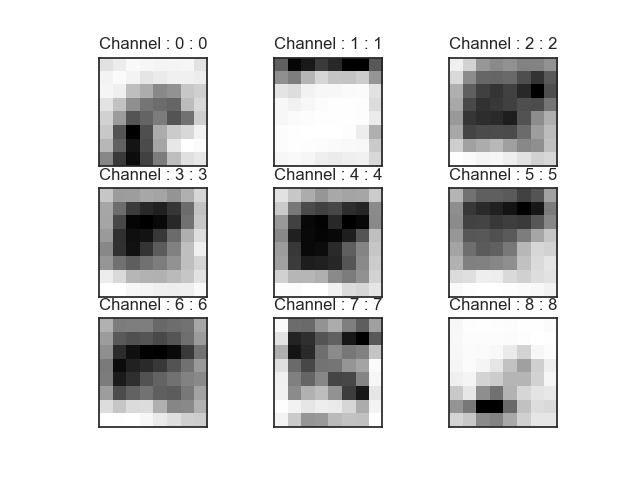 Channel : 0 : 0
Channel : 1 : 1
Channel : 2 : 2
Channel : 3 : 3
Channel : 4 : 4
Channel : 5 : 5
Channel : 6 : 6
Channel : 7 : 7
Channel : 8 : 8